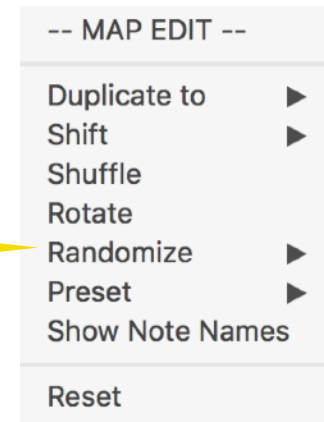 -- MAP EDIT --
Duplicate to
Shift
Shuffle
Rotate
Randomize
Preset
Show Note Names
Reset